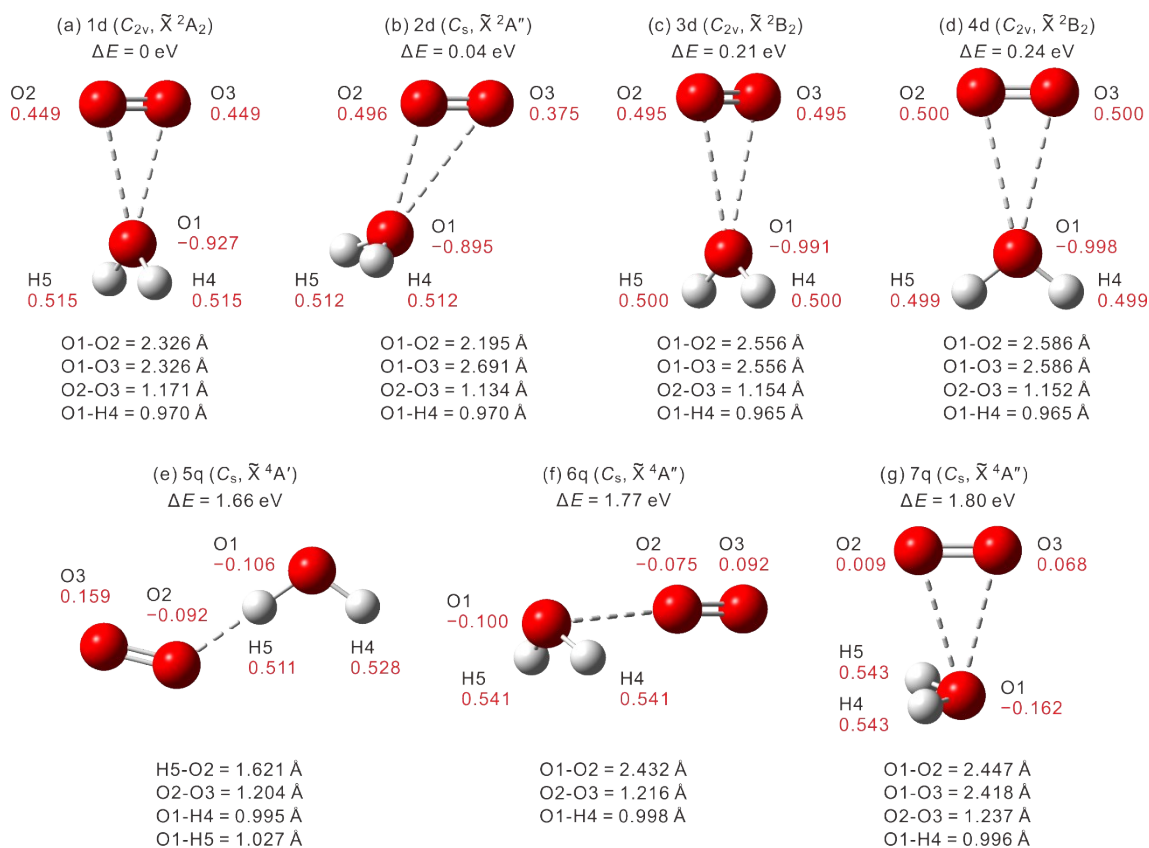 (a) 1d (C2v, X̃ ²A₂)
ΔE = 0 eV
O2
0.449
O3
0.449
O1
−0.927
H5
0.515
H4
0.515
O1-O2 = 2.326 Å
O1-O3 = 2.326 Å
O2-O3 = 1.171 Å
O1-H4 = 0.970 Å
(b) 2d (Cs, X̃ ²A″)
ΔE = 0.04 eV
O2
0.496
O3
0.375
O1
−0.895
H5
0.512
H4
0.512
O1-O2 = 2.195 Å
O1-O3 = 2.691 Å
O2-O3 = 1.134 Å
O1-H4 = 0.970 Å
(c) 3d (C2v, X̃ ²B₂)
ΔE = 0.21 eV
O2
0.495
O3
0.495
O1
−0.991
H5
0.500
H4
0.500
O1-O2 = 2.556 Å
O1-O3 = 2.556 Å
O2-O3 = 1.154 Å
O1-H4 = 0.965 Å
(d) 4d (C2v, X̃ ²B₂)
ΔE = 0.24 eV
O2
0.500
O3
0.500
O1
−0.998
H5
0.499
H4
0.499
O1-O2 = 2.586 Å
O1-O3 = 2.586 Å
O2-O3 = 1.152 Å
O1-H4 = 0.965 Å
(e) 5q (Cs, X̃ ⁴A′)
ΔE = 1.66 eV
O1
−0.106
O3
0.159
O2
−0.092
H5
0.511
H4
0.528
H5-O2 = 1.621 Å
O2-O3 = 1.204 Å
O1-H4 = 0.995 Å
O1-H5 = 1.027 Å
(f) 6q (Cs, X̃ ⁴A″)
ΔE = 1.77 eV
O2
−0.075
O3
0.092
O1
−0.100
H5
0.541
H4
0.541
O1-O2 = 2.432 Å
O2-O3 = 1.216 Å
O1-H4 = 0.998 Å
(g) 7q (Cs, X̃ ⁴A″)
ΔE = 1.80 eV
O2
0.009
O3
0.068
H5
0.543
H4
0.543
O1
−0.162
O1-O2 = 2.447 Å
O1-O3 = 2.418 Å
O2-O3 = 1.237 Å
O1-H4 = 0.996 Å